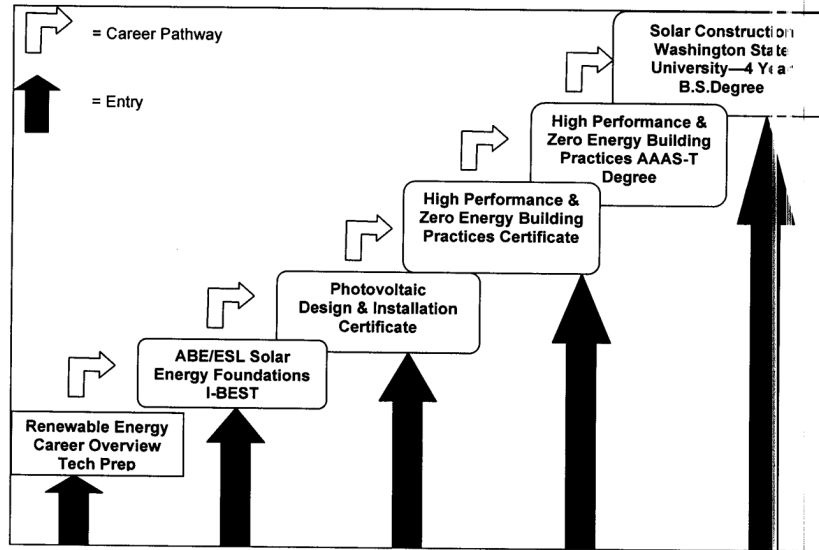 = Career Pathway
= Entry
Solar Construction
Washington State
University—4 Year
B.S.Degree
High Performance &
Zero Energy Building
Practices AAAS-T
Degree
High Performance &
Zero Energy Building
Practices Certificate
Photovoltaic
Design & Installation
Certificate
ABE/ESL Solar
Energy Foundations
I-BEST
Renewable Energy
Career Overview
Tech Prep